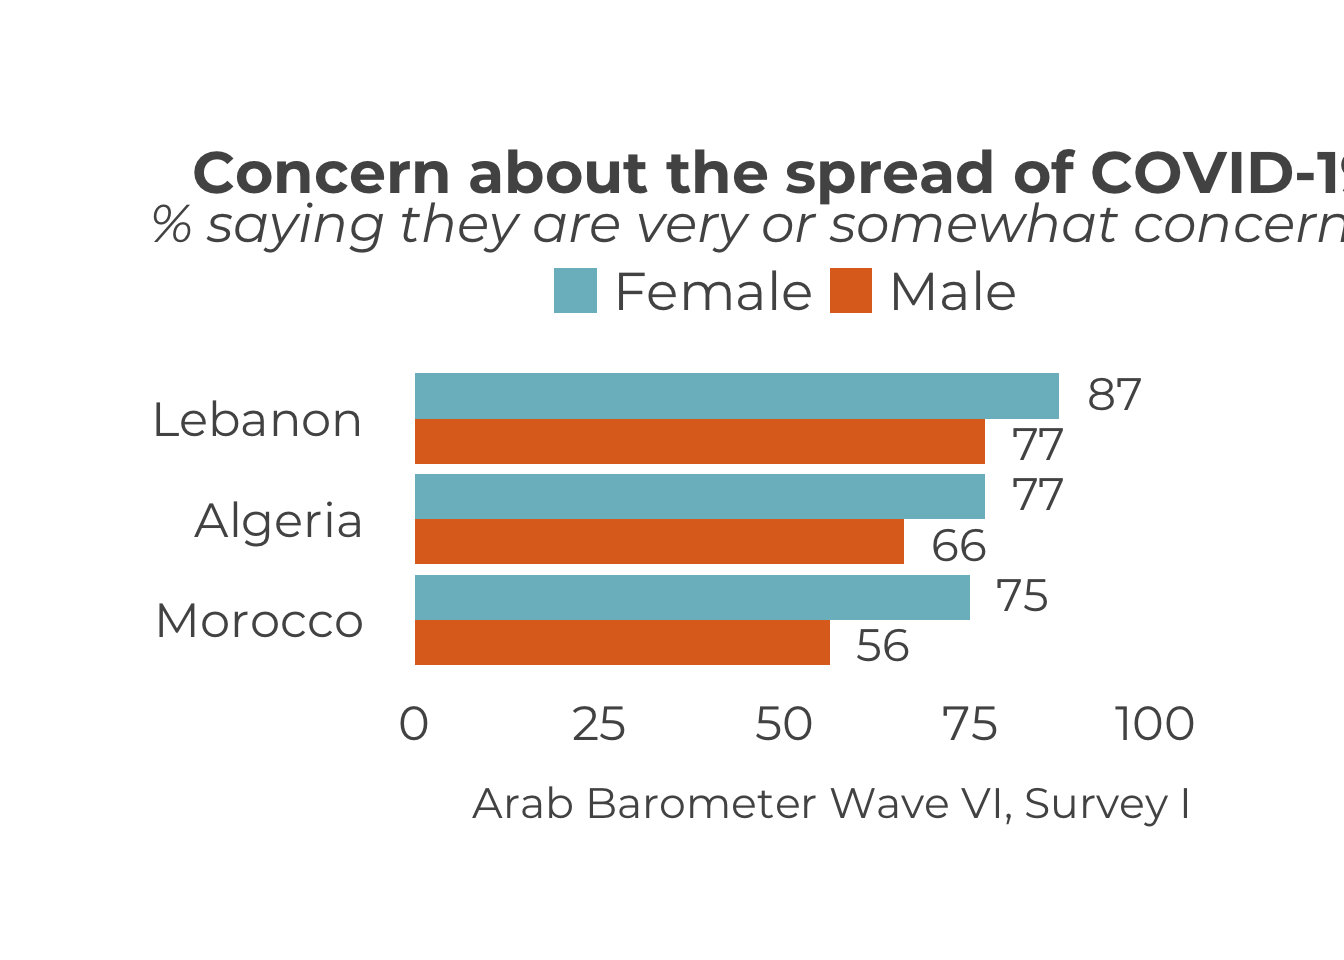 Concern about the spread of COVID-19
% saying they are very or somewhat concern
Female Male
Lebanon 87
77
Algeria 77
66
Morocco 75
56
0 25 50 75 100
Arab Barometer Wave VI, Survey I